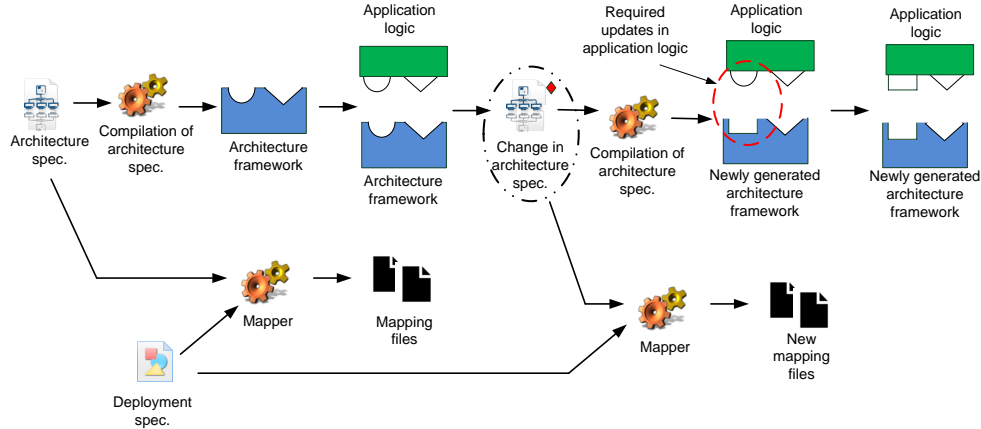 Application
logic
Required
updates in
application logic
Application
logic
Application
logic
Architecture
spec.
Compilation of
architecture spec.
Architecture
framework
Architecture
framework
Change in
architecture
spec.
Compilation of
architecture
spec.
Newly generated
architecture
framework
Newly generated
architecture
framework
Mapper
Mapping
files
Mapper
New
mapping
files
Deployment
spec.